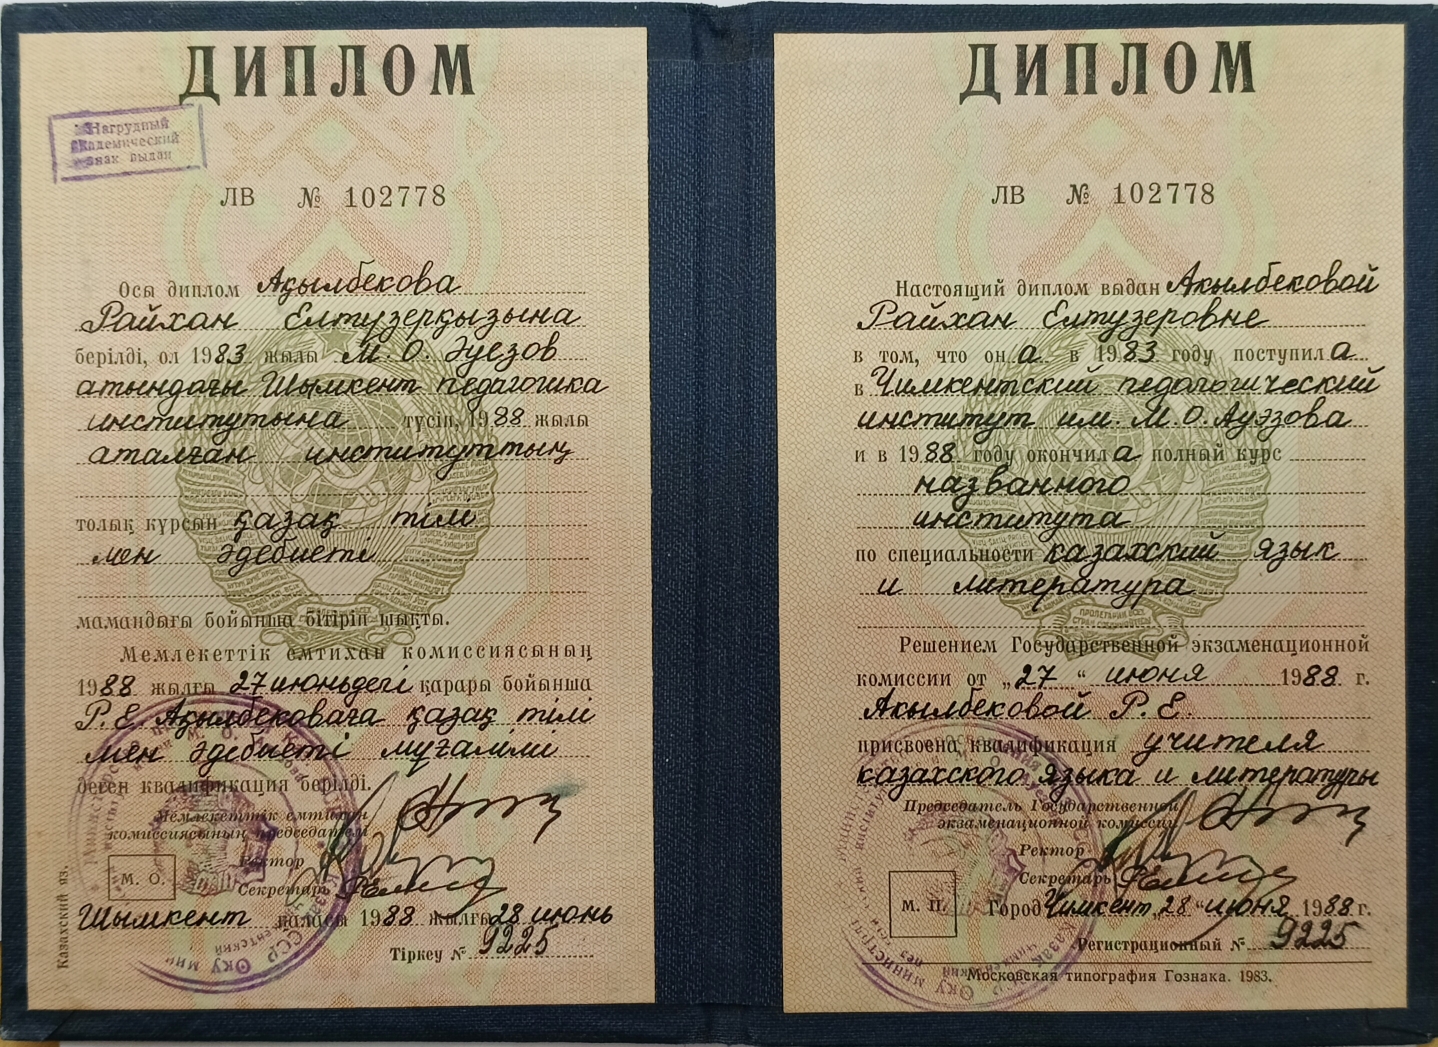 ДИПЛОМ
Нагрудный
академический
знак выдан
ЛВ № 102778
Осы диплом Ақылбекова
Райхан Елтузерқызына
берілді, ол 1983 жылы М. О. Әуезов
атындағы Шымкент педагогика
институтына түсіп, 1988 жылы
аталған институттың
толық курсын қазақ тілі
мен әдебиеті
мамандығы бойынша бітіріп шықты.
Мемлекеттік емтихан комиссиясының
1988 жылғы 27 июньдегі қарары бойынша
Р. Е. Ақылбековаға қазақ тілі
мен әдебиеті мұғалімі
деген квалификация берілді.
Мемлекеттік емтихан
комиссиясының председателі
Ректор
М. О.
Секретарь
Шымкент қаласы 1988 жылғы 28 июнь
Тіркеу № 9225
Казахский яз.
ДИПЛОМ
ЛВ № 102778
Настоящий диплом выдан Акылбековой
Райхан Елтузеровне
в том, что она в 1983 году поступила
в Чимкентский педагогический
институт им. М. О. Ауэзова
и в 1988 году окончила полный курс
названного
института
по специальности казахский язык
и литература
Решением Государственной экзаменационной
комиссии от „27“ июня 1988 г.
Акылбековой Р. Е.
присвоена квалификация учителя
казахского языка и литературы
Председатель Государственной
экзаменационной комиссии
Ректор
Секретарь
М. П.
Город Чимкент „28“ июня 1988 г.
Регистрационный № 9225
Московская типография Гознака. 1983.